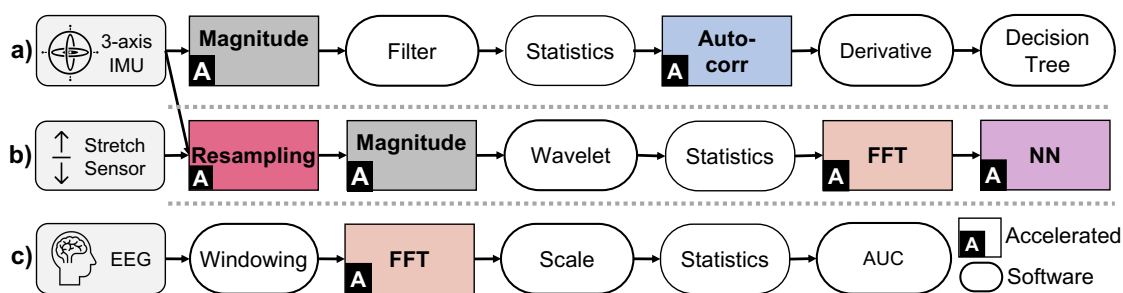 a)
3-axis
IMU
Magnitude
A
Filter
Statistics
Auto-
corr
A
Derivative
Decision
Tree
b)
Stretch
Sensor
Resampling
A
Magnitude
A
Wavelet
Statistics
FFT
A
NN
A
c)
EEG
Windowing
FFT
A
Scale
Statistics
AUC
A
Accelerated
Software